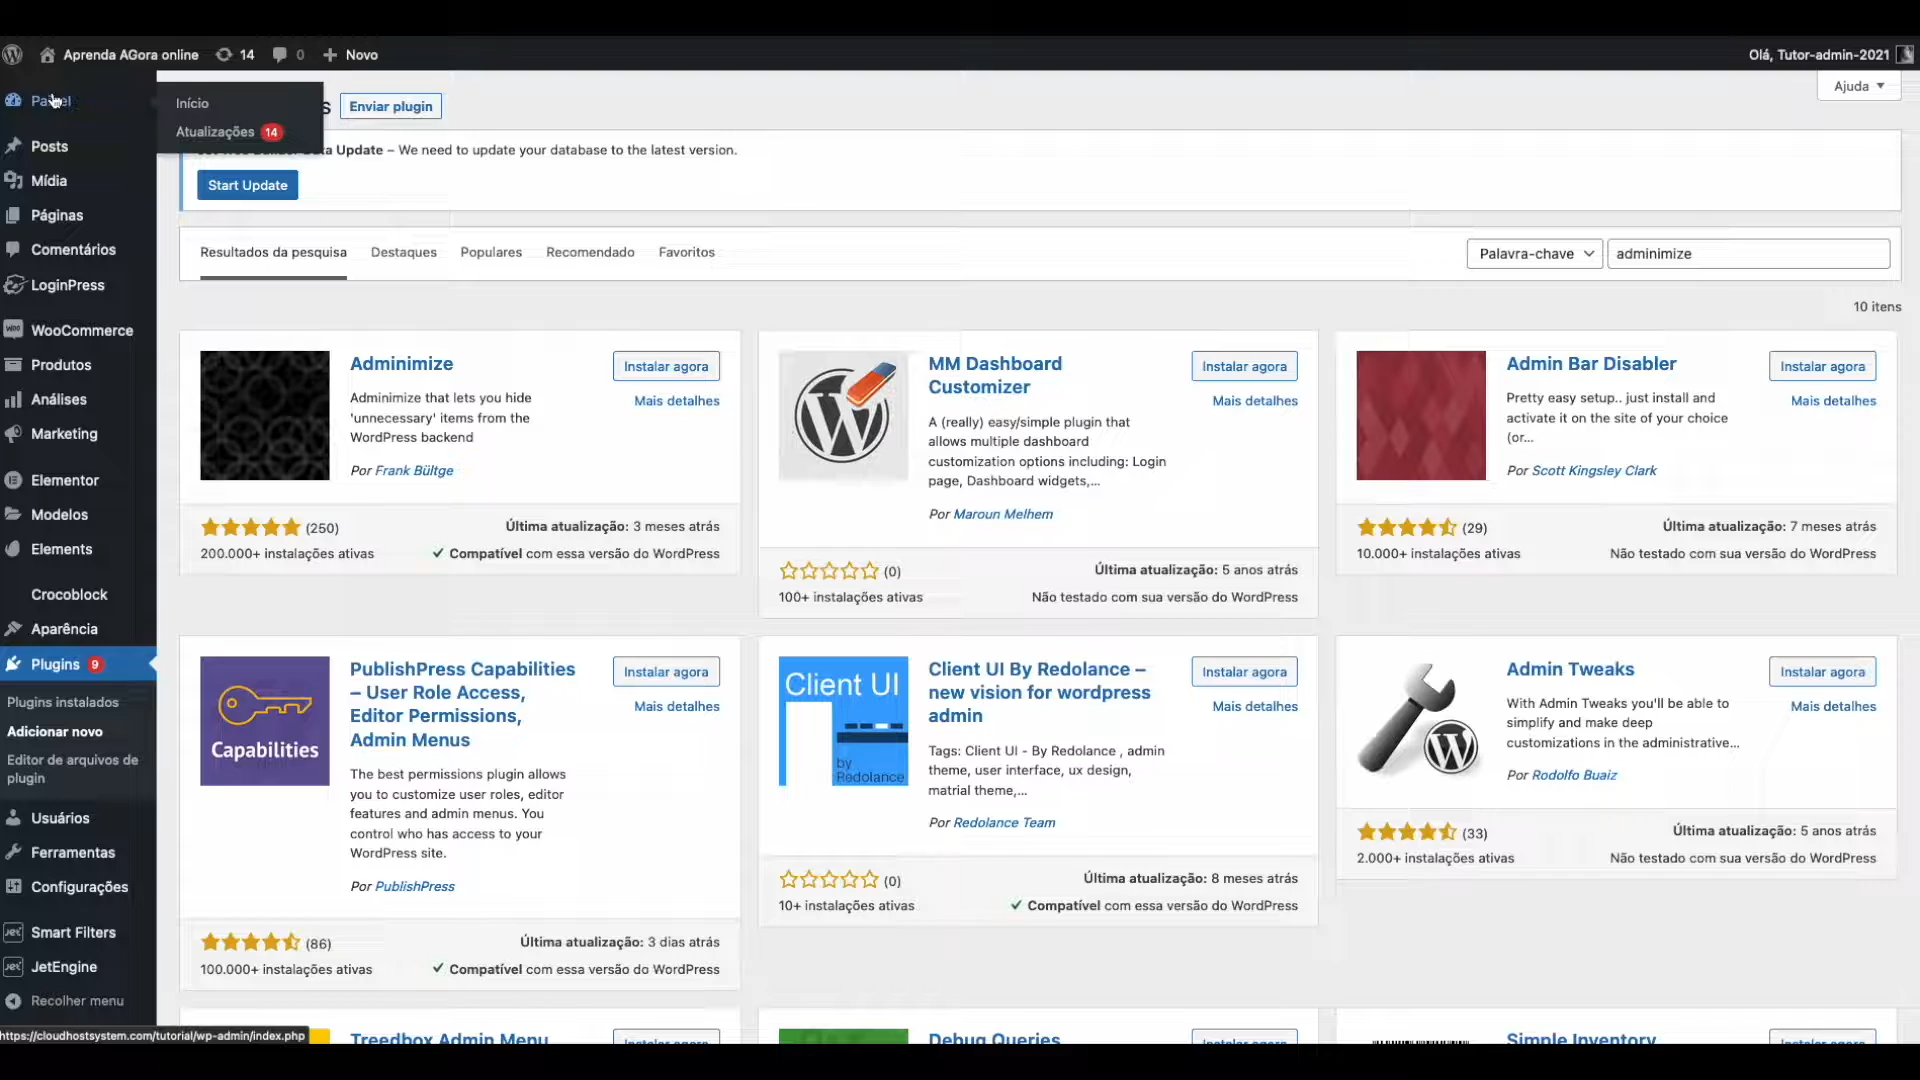 Aprenda AGora online
14
0
Novo
Olá, Tutor-admin-2021
Início
Atualizações 14
Posts
Mídia
Páginas
Comentários
LoginPress
WooCommerce
Produtos
Análises
Marketing
Elementor
Modelos
Elements
Crocoblock
Aparência
Plugins 9
Plugins instalados
Adicionar novo
Editor de arquivos de
plugin
Usuários
Ferramentas
Configurações
Smart Filters
JetEngine
Recolher menu
https://cloudhostsystem.com/tutorial/wp-admin/index.php
Enviar plugin
Ajuda
Update – We need to update your database to the latest version.
Start Update
Resultados da pesquisa
Destaques
Populares
Recomendado
Favoritos
Palavra-chave
adminimize
10 itens
Adminimize
Instalar agora
Mais detalhes
Adminimize that lets you hide
'unnecessary' items from the
WordPress backend
Por Frank Bültge
(250)
Última atualização: 3 meses atrás
200.000+ instalações ativas
Compatível com essa versão do WordPress
MM Dashboard
Customizer
Instalar agora
Mais detalhes
A (really) easy/simple plugin that
allows multiple dashboard
customization options including: Login
page, Dashboard widgets,...
Por Maroun Melhem
(0)
Última atualização: 5 anos atrás
100+ instalações ativas
Não testado com sua versão do WordPress
Admin Bar Disabler
Instalar agora
Mais detalhes
Pretty easy setup.. just install and
activate it on the site of your choice
(or...
Por Scott Kingsley Clark
(29)
Última atualização: 7 meses atrás
10.000+ instalações ativas
Não testado com sua versão do WordPress
Capabilities
PublishPress Capabilities
– User Role Access,
Editor Permissions,
Admin Menus
Instalar agora
Mais detalhes
The best permissions plugin allows
you to customize user roles, editor
features and admin menus. You
control who has access to your
WordPress site.
Por PublishPress
(86)
Última atualização: 3 dias atrás
100.000+ instalações ativas
Compatível com essa versão do WordPress
Client UI
by
Redolance
Client UI By Redolance –
new vision for wordpress
admin
Instalar agora
Mais detalhes
Tags: Client UI - By Redolance , admin
theme, user interface, ux design,
matrial theme,...
Por Redolance Team
(0)
Última atualização: 8 meses atrás
10+ instalações ativas
Compatível com essa versão do WordPress
Admin Tweaks
Instalar agora
Mais detalhes
With Admin Tweaks you'll be able to
simplify and make deep
customizations in the administrative...
Por Rodolfo Buaiz
(33)
Última atualização: 5 anos atrás
2.000+ instalações ativas
Não testado com sua versão do WordPress
Treedbox Admin Menu
Instalar agora
Debug Queries
Instalar agora
Simple Inventory
Instalar agora